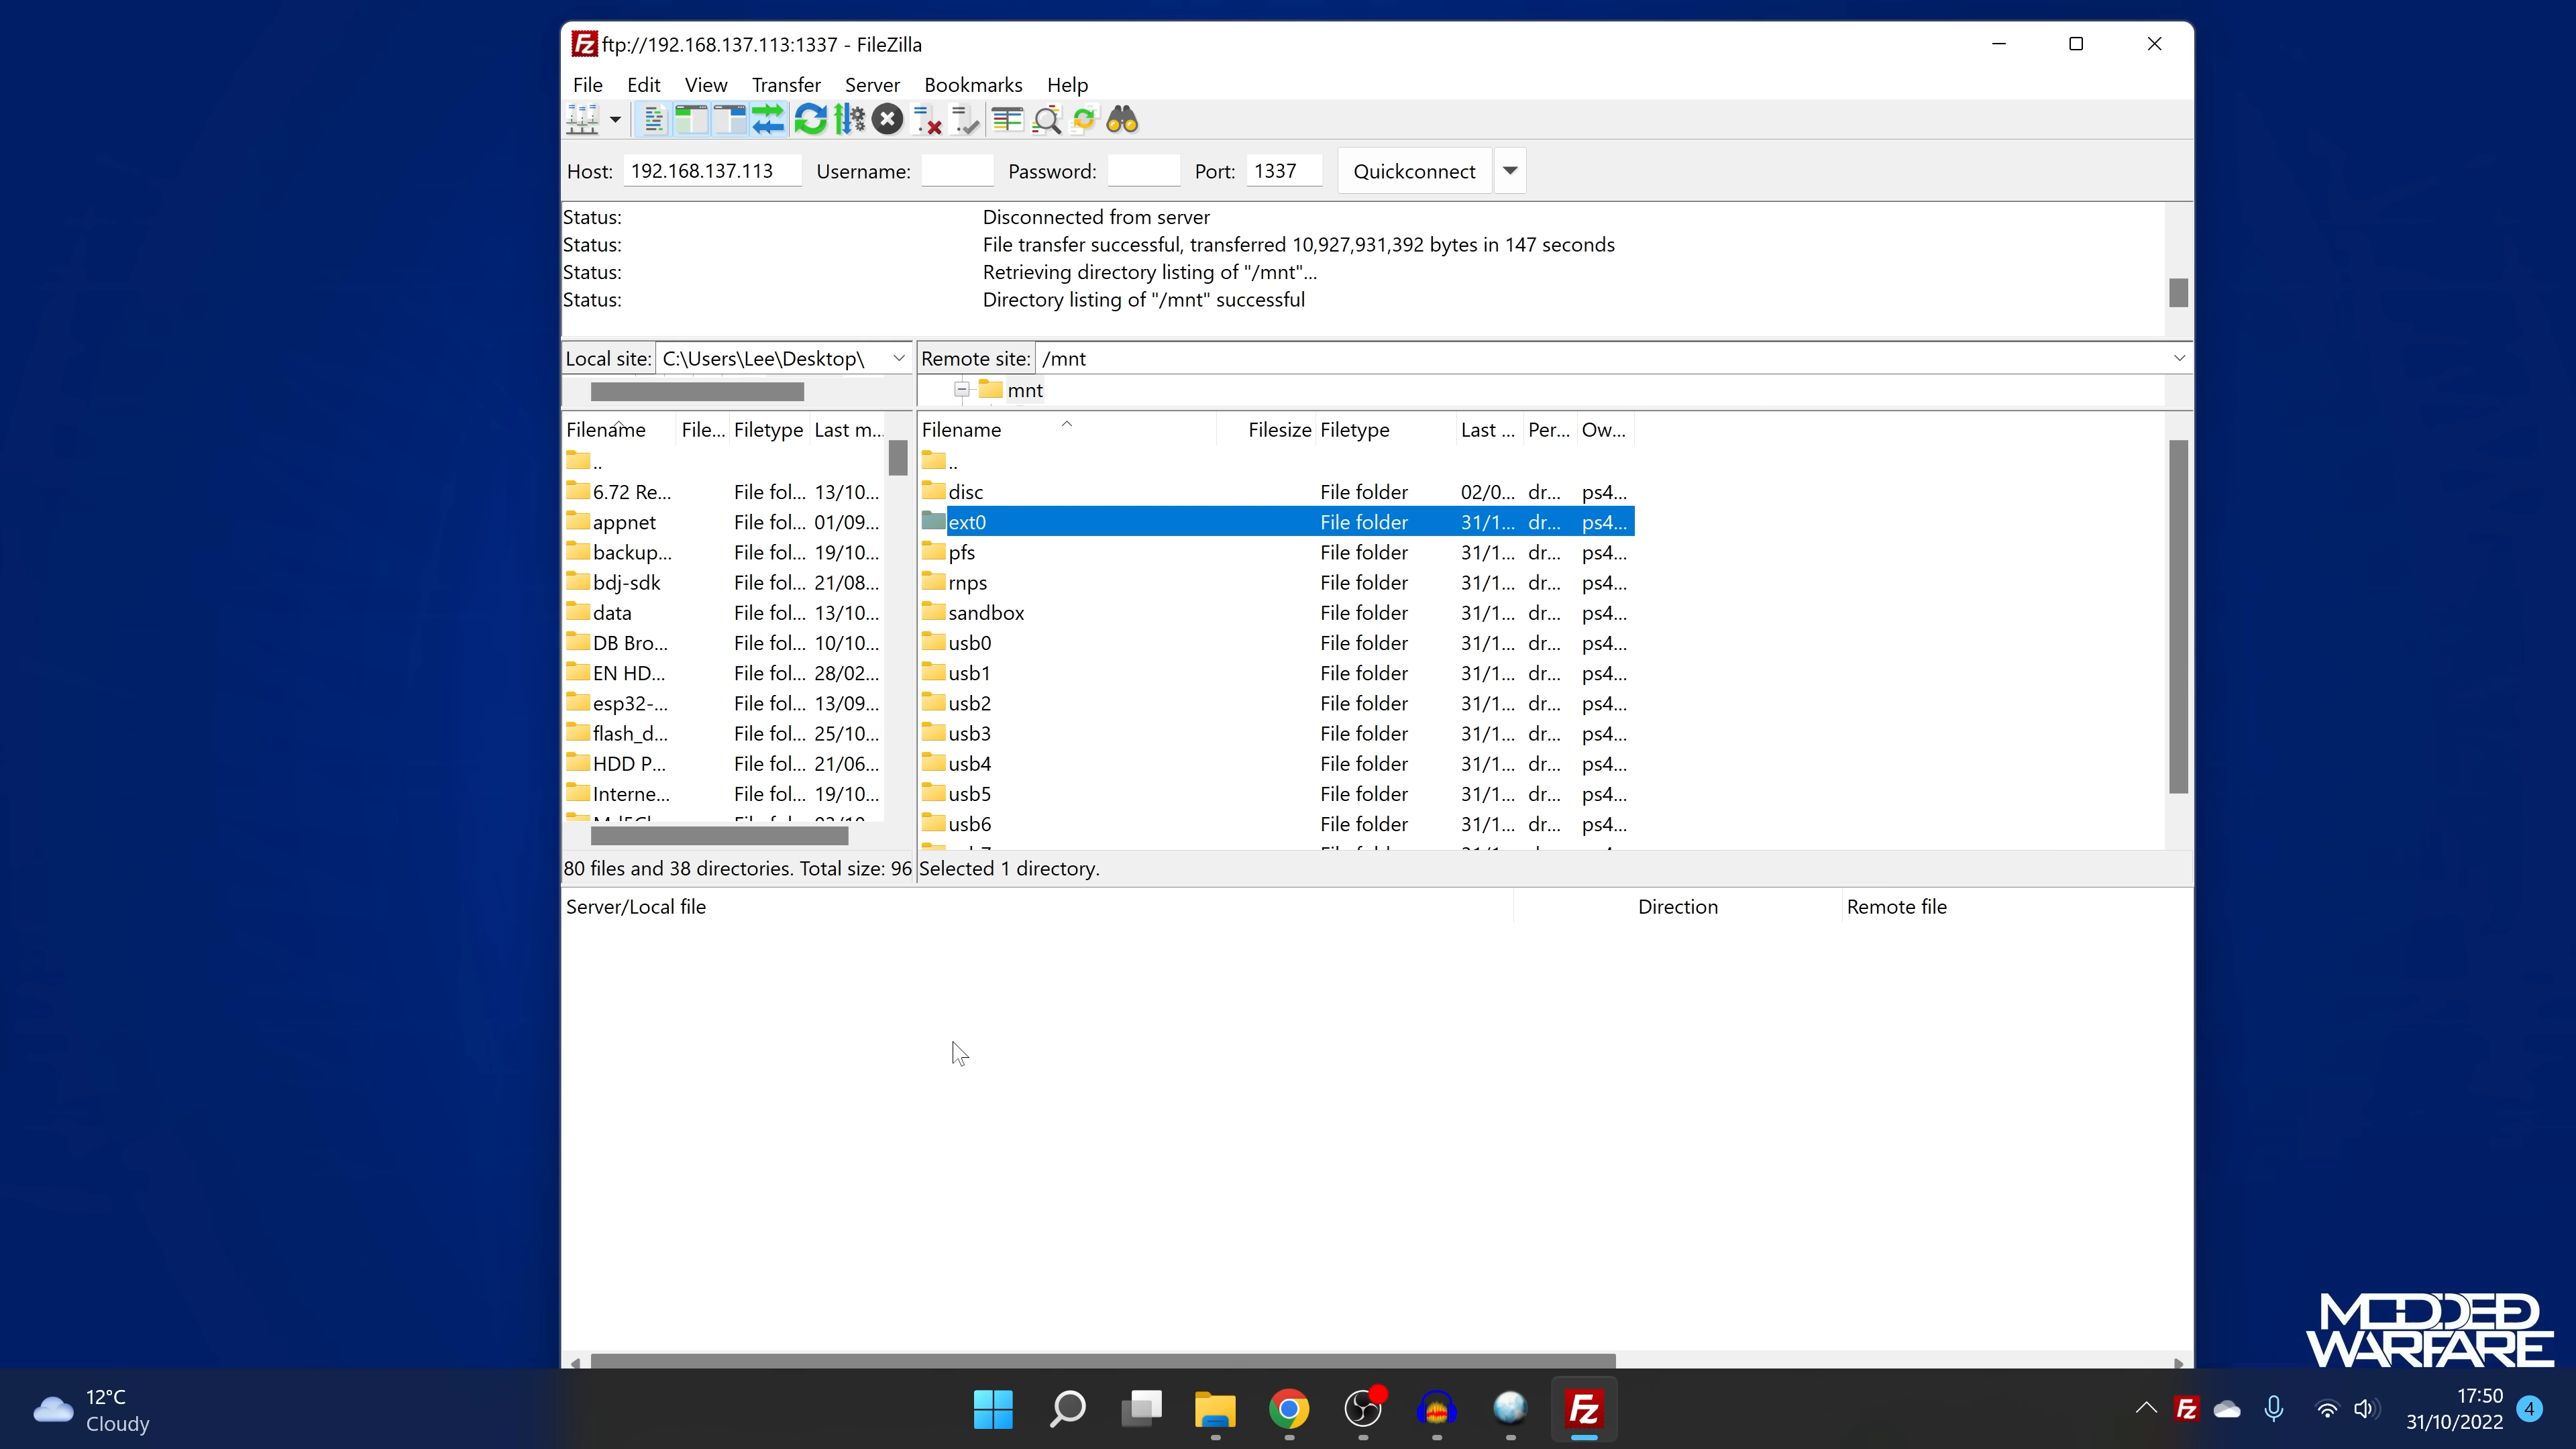 ftp://192.168.137.113:1337 - FileZilla
File Edit View Transfer Server Bookmarks Help
Host: 192.168.137.113 Username: Password: Port: 1337 Quickconnect
Status: Disconnected from server
Status: File transfer successful, transferred 10,927,931,392 bytes in 147 seconds
Status: Retrieving directory listing of "/mnt"...
Status: Directory listing of "/mnt" successful
Local site: C:\Users\Lee\Desktop\ Remote site: /mnt
mnt
Filename File... Filetype Last m... Filename Filesize Filetype Last ... Per... Ow...
.. ..
6.72 Re... File fol... 13/10... disc File folder 02/0... dr... ps4...
appnet File fol... 01/09... ext0 File folder 31/1... dr... ps4...
backup... File fol... 19/10... pfs File folder 31/1... dr... ps4...
bdj-sdk File fol... 21/08... rnps File folder 31/1... dr... ps4...
data File fol... 13/10... sandbox File folder 31/1... dr... ps4...
DB Bro... File fol... 10/10... usb0 File folder 31/1... dr... ps4...
EN HD... File fol... 28/02... usb1 File folder 31/1... dr... ps4...
esp32-... File fol... 13/09... usb2 File folder 31/1... dr... ps4...
flash_d... File fol... 25/10... usb3 File folder 31/1... dr... ps4...
HDD P... File fol... 21/06... usb4 File folder 31/1... dr... ps4...
Interne... File fol... 19/10... usb5 File folder 31/1... dr... ps4...
usb6 File folder 31/1... dr... ps4...
80 files and 38 directories. Total size: 96 Selected 1 directory.
Server/Local file Direction Remote file
MODDED
WARFARE
12°C
Cloudy
17:50
31/10/2022 4